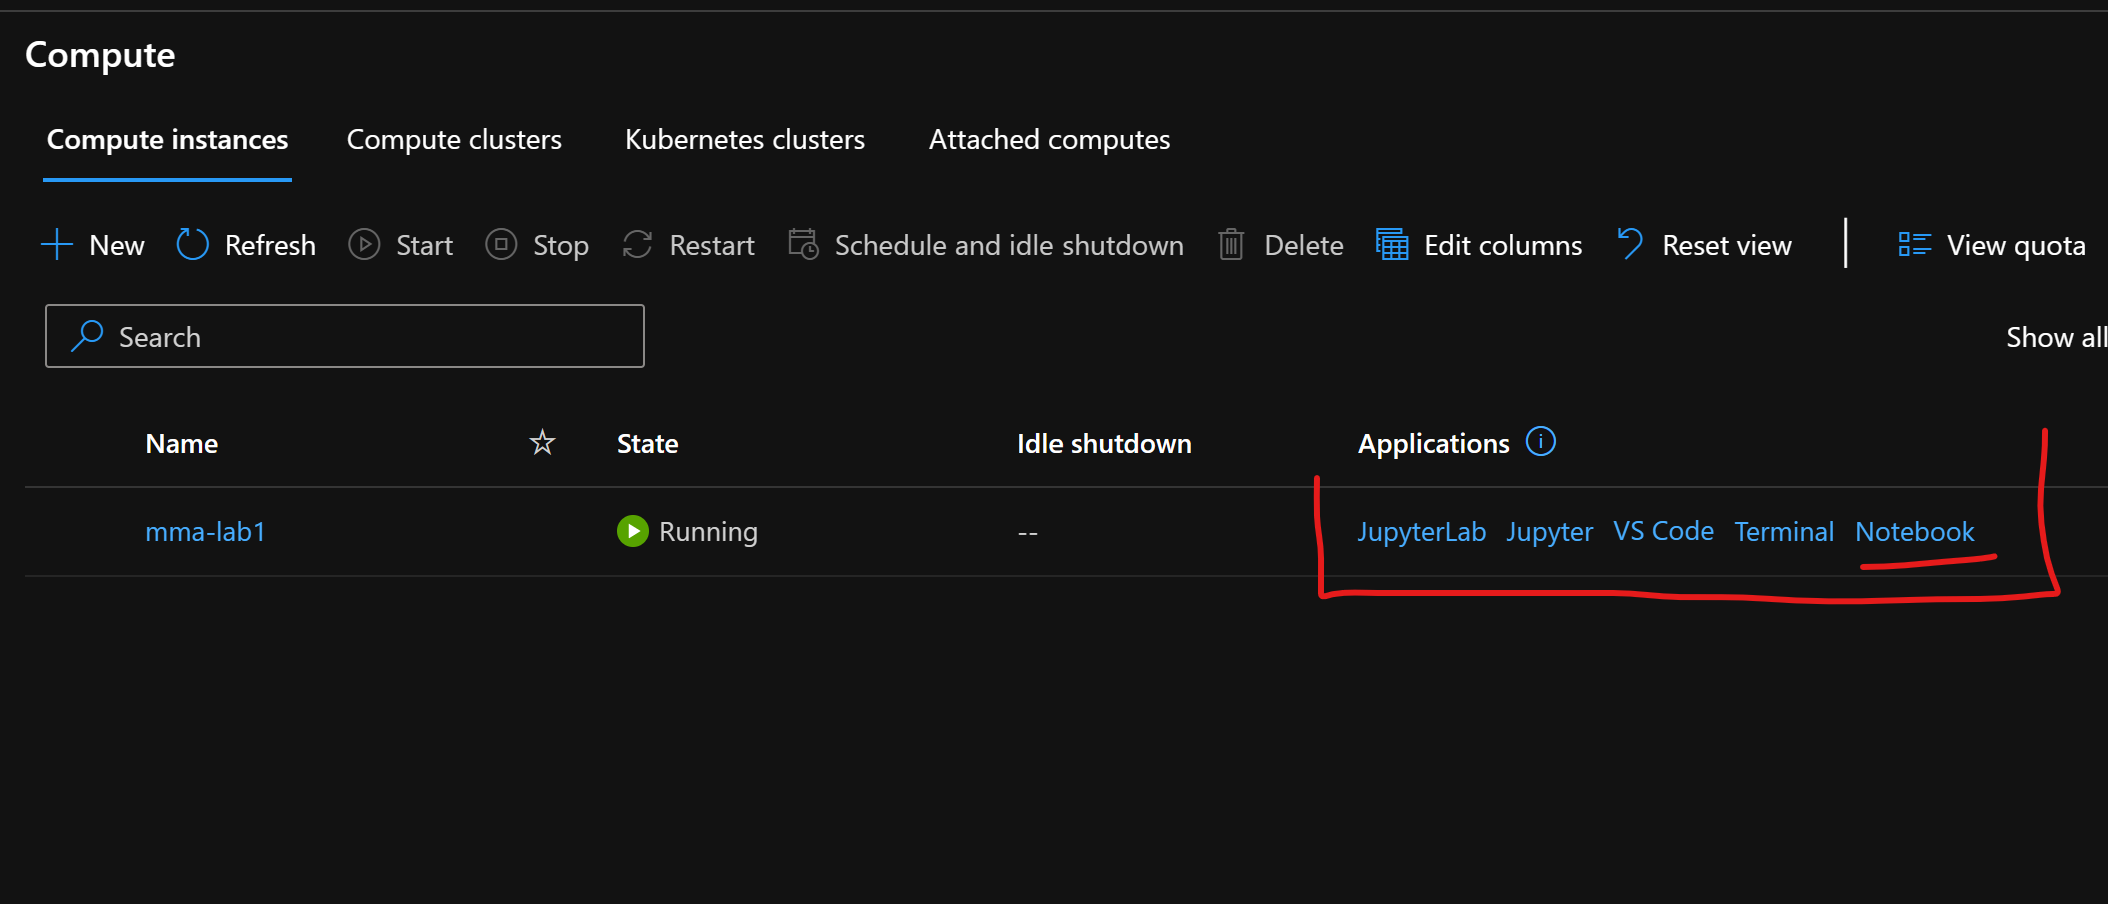 Compute
Compute instances Compute clusters Kubernetes clusters Attached computes
New Refresh Start Stop Restart Schedule and idle shutdown Delete Edit columns Reset view View quota
Search Show all
Name State Idle shutdown Applications
mma-lab1 Running -- JupyterLab Jupyter VS Code Terminal Notebook